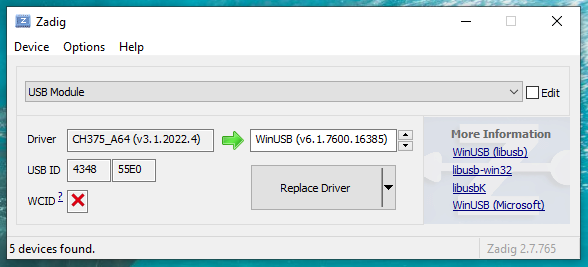 Zadig
Device Options Help
USB Module
Edit
Driver CH375_A64 (v3.1.2022.4) WinUSB (v6.1.7600.16385)
USB ID 4348 55E0
WCID ?
Replace Driver
More Information
WinUSB (libusb)
libusb-win32
libusbK
WinUSB (Microsoft)
5 devices found.
Zadig 2.7.765